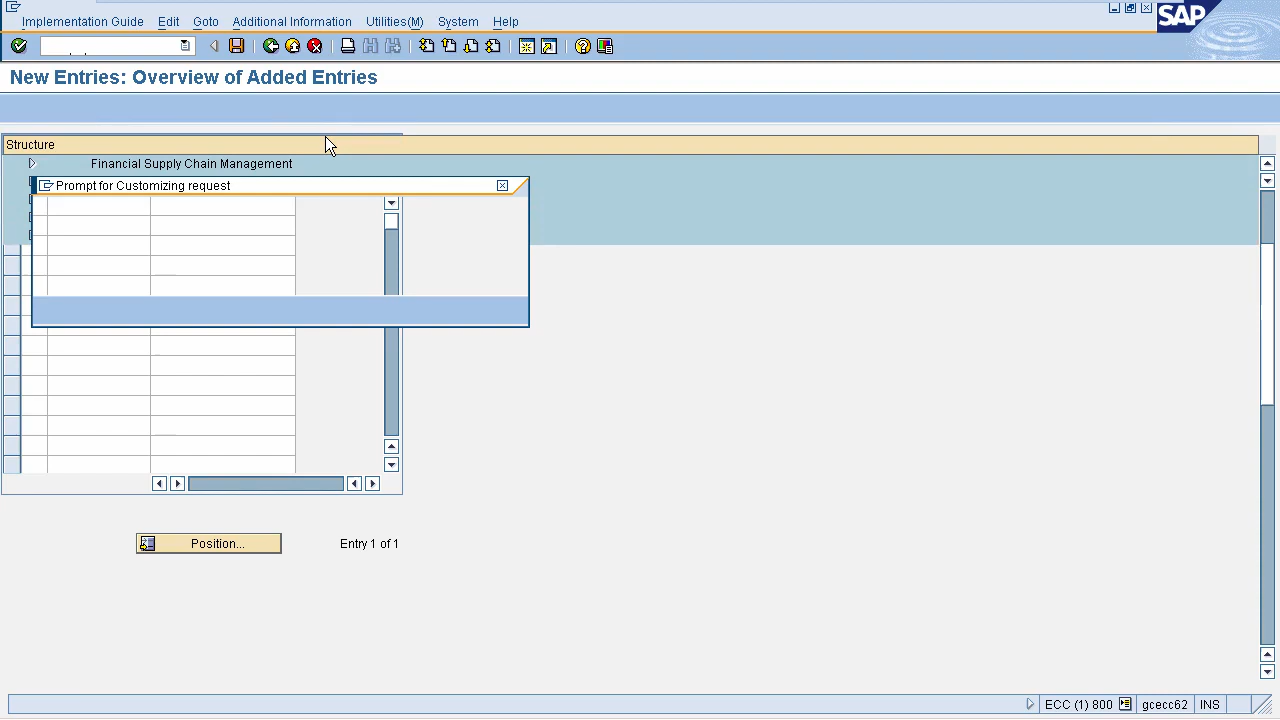 Implementation Guide Edit Goto Additional Information Utilities(M) System Help
SAP
New Entries: Overview of Added Entries
Structure
Financial Supply Chain Management
Prompt for Customizing request
Position... Entry 1 of 1
ECC (1) 800 gcecc62 INS